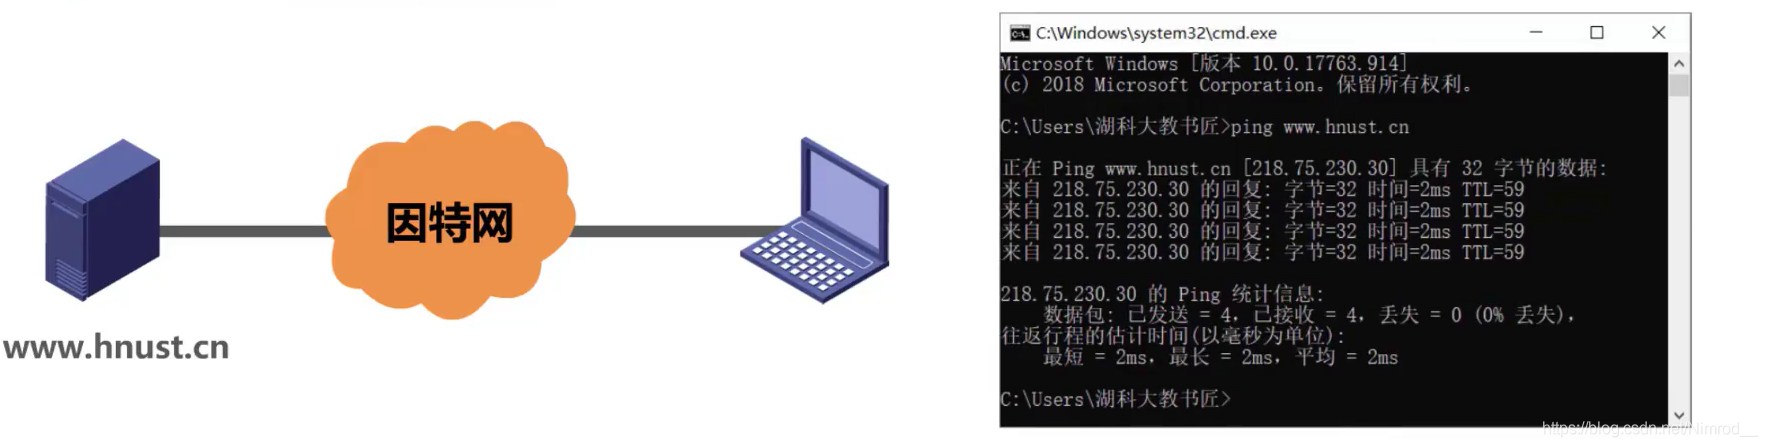 因特网
www.hnust.cn
C:\Windows\system32\cmd.exe
Microsoft Windows [版本 10.0.17763.914]
(c) 2018 Microsoft Corporation。保留所有权利。
C:\Users\湖科大教书匠>ping www.hnust.cn
正在 Ping www.hnust.cn [218.75.230.30] 具有 32 字节的数据:
来自 218.75.230.30 的回复: 字节=32 时间=2ms TTL=59
来自 218.75.230.30 的回复: 字节=32 时间=2ms TTL=59
来自 218.75.230.30 的回复: 字节=32 时间=2ms TTL=59
来自 218.75.230.30 的回复: 字节=32 时间=2ms TTL=59
218.75.230.30 的 Ping 统计信息:
数据包: 已发送 = 4，已接收 = 4，丢失 = 0 (0% 丢失)，
往返行程的估计时间(以毫秒为单位):
最短 = 2ms，最长 = 2ms，平均 = 2ms
C:\Users\湖科大教书匠>
https://blog.csdn.net/Nimrod__